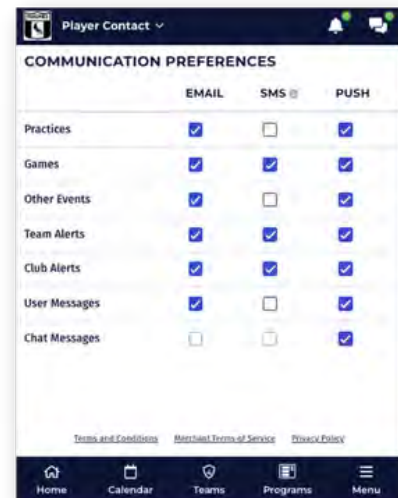 Player Contact
COMMUNICATION PREFERENCES
EMAIL SMS PUSH
Practices
Games
Other Events
Team Alerts
Club Alerts
User Messages
Chat Messages
Terms and Conditions Merchant Terms of Service Privacy Policy
Home Calendar Teams Programs Menu